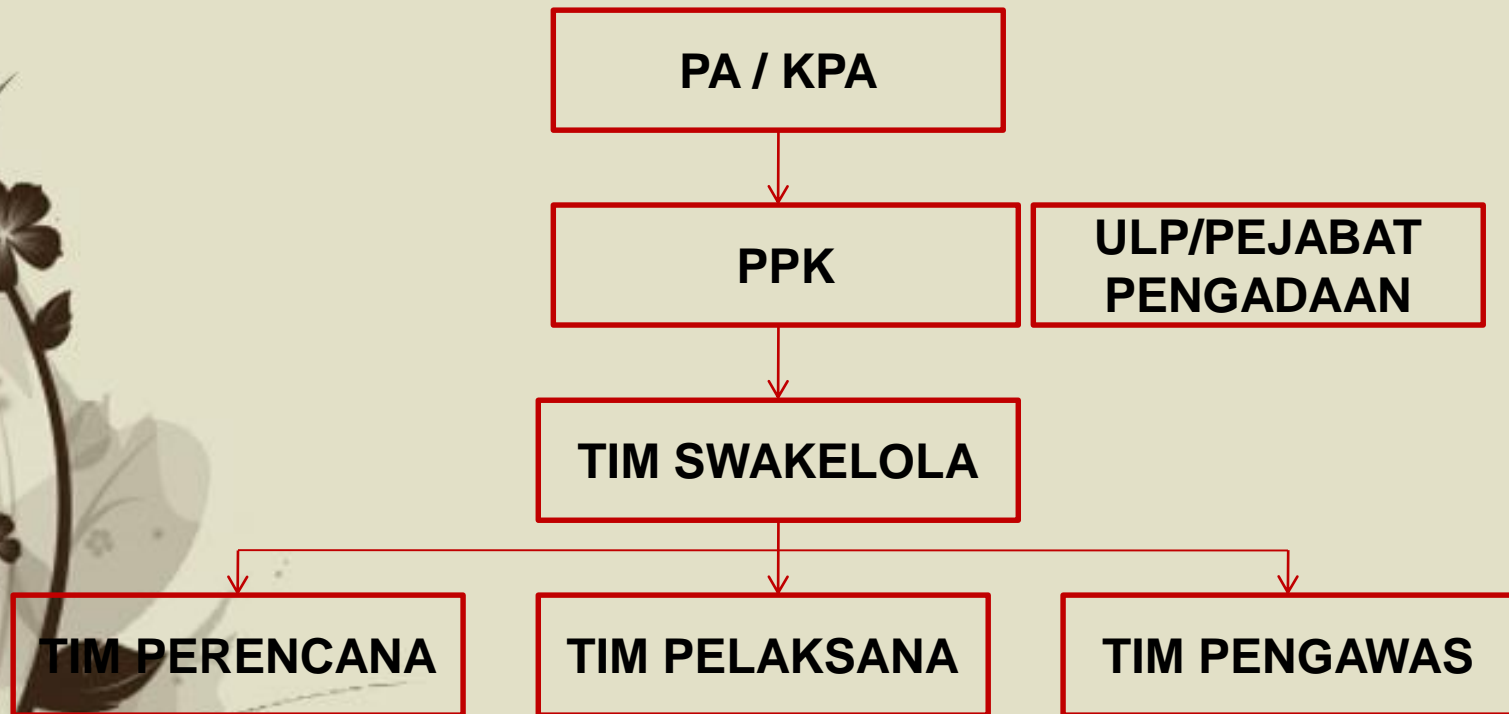 PA / KPA
PPK
ULP/PEJABAT
PENGADAAN
TIM SWAKELOLA
TIM PERENCANA
TIM PELAKSANA
TIM PENGAWAS